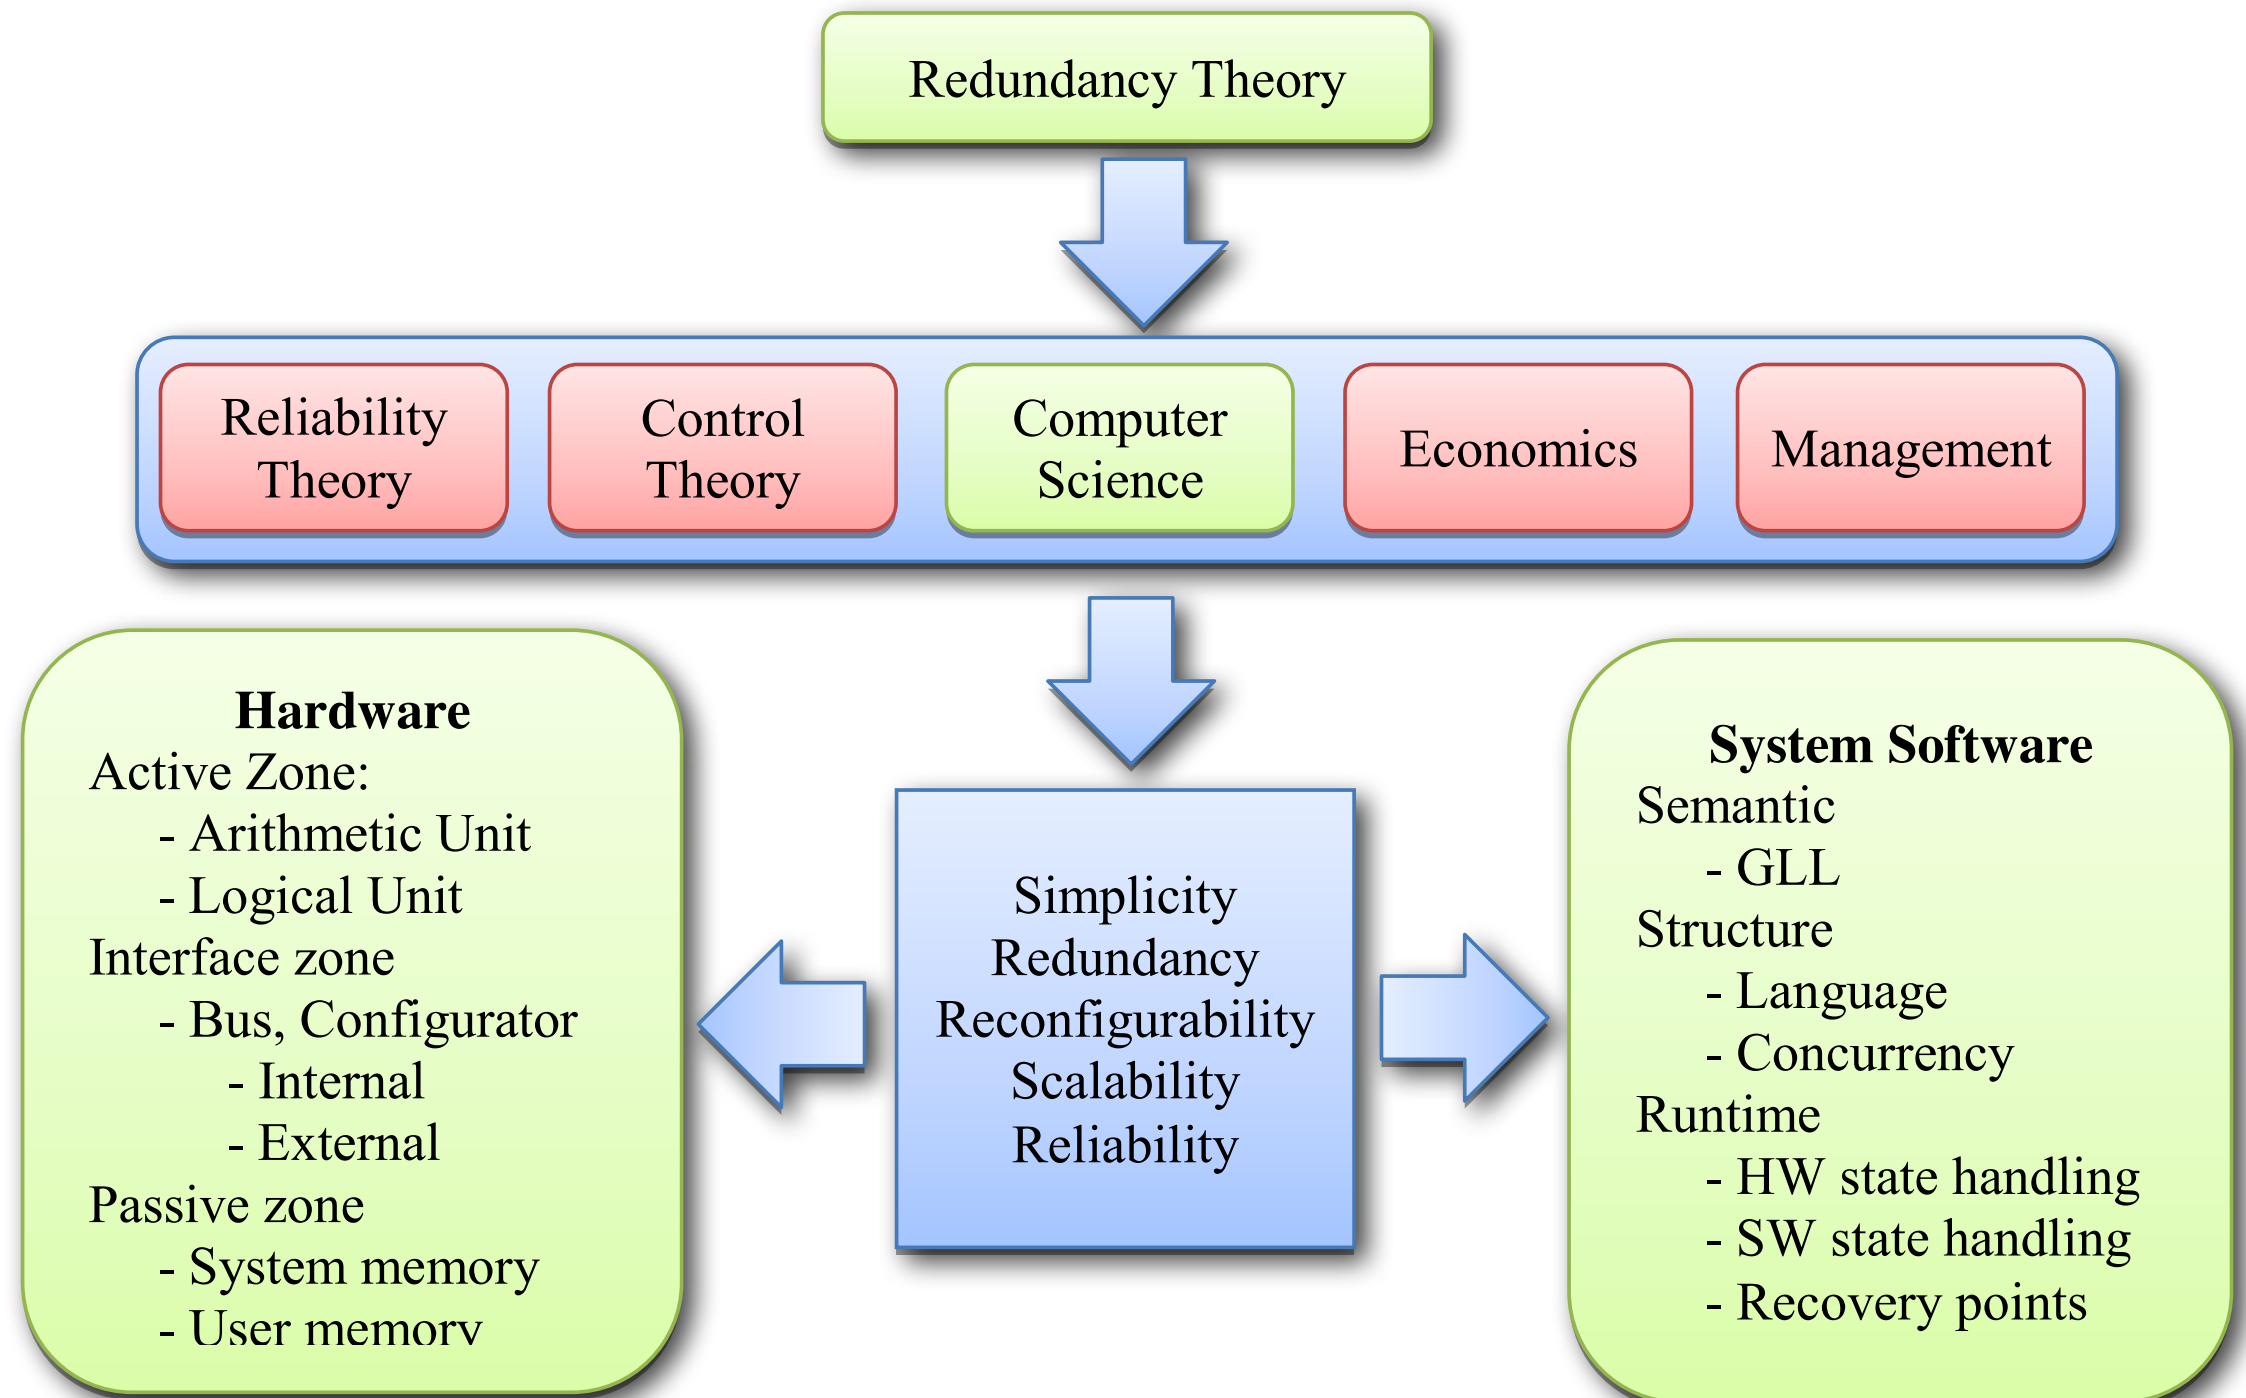 Redundancy Theory
Reliability
Theory
Control
Theory
Computer
Science
Economics
Management
Hardware
Active Zone:
- Arithmetic Unit
- Logical Unit
Interface zone
- Bus, Configurator
- Internal
- External
Passive zone
- System memory
- User memory
Simplicity
Redundancy
Reconfigurability
Scalability
Reliability
System Software
Semantic
- GLL
Structure
- Language
- Concurrency
Runtime
- HW state handling
- SW state handling
- Recovery points